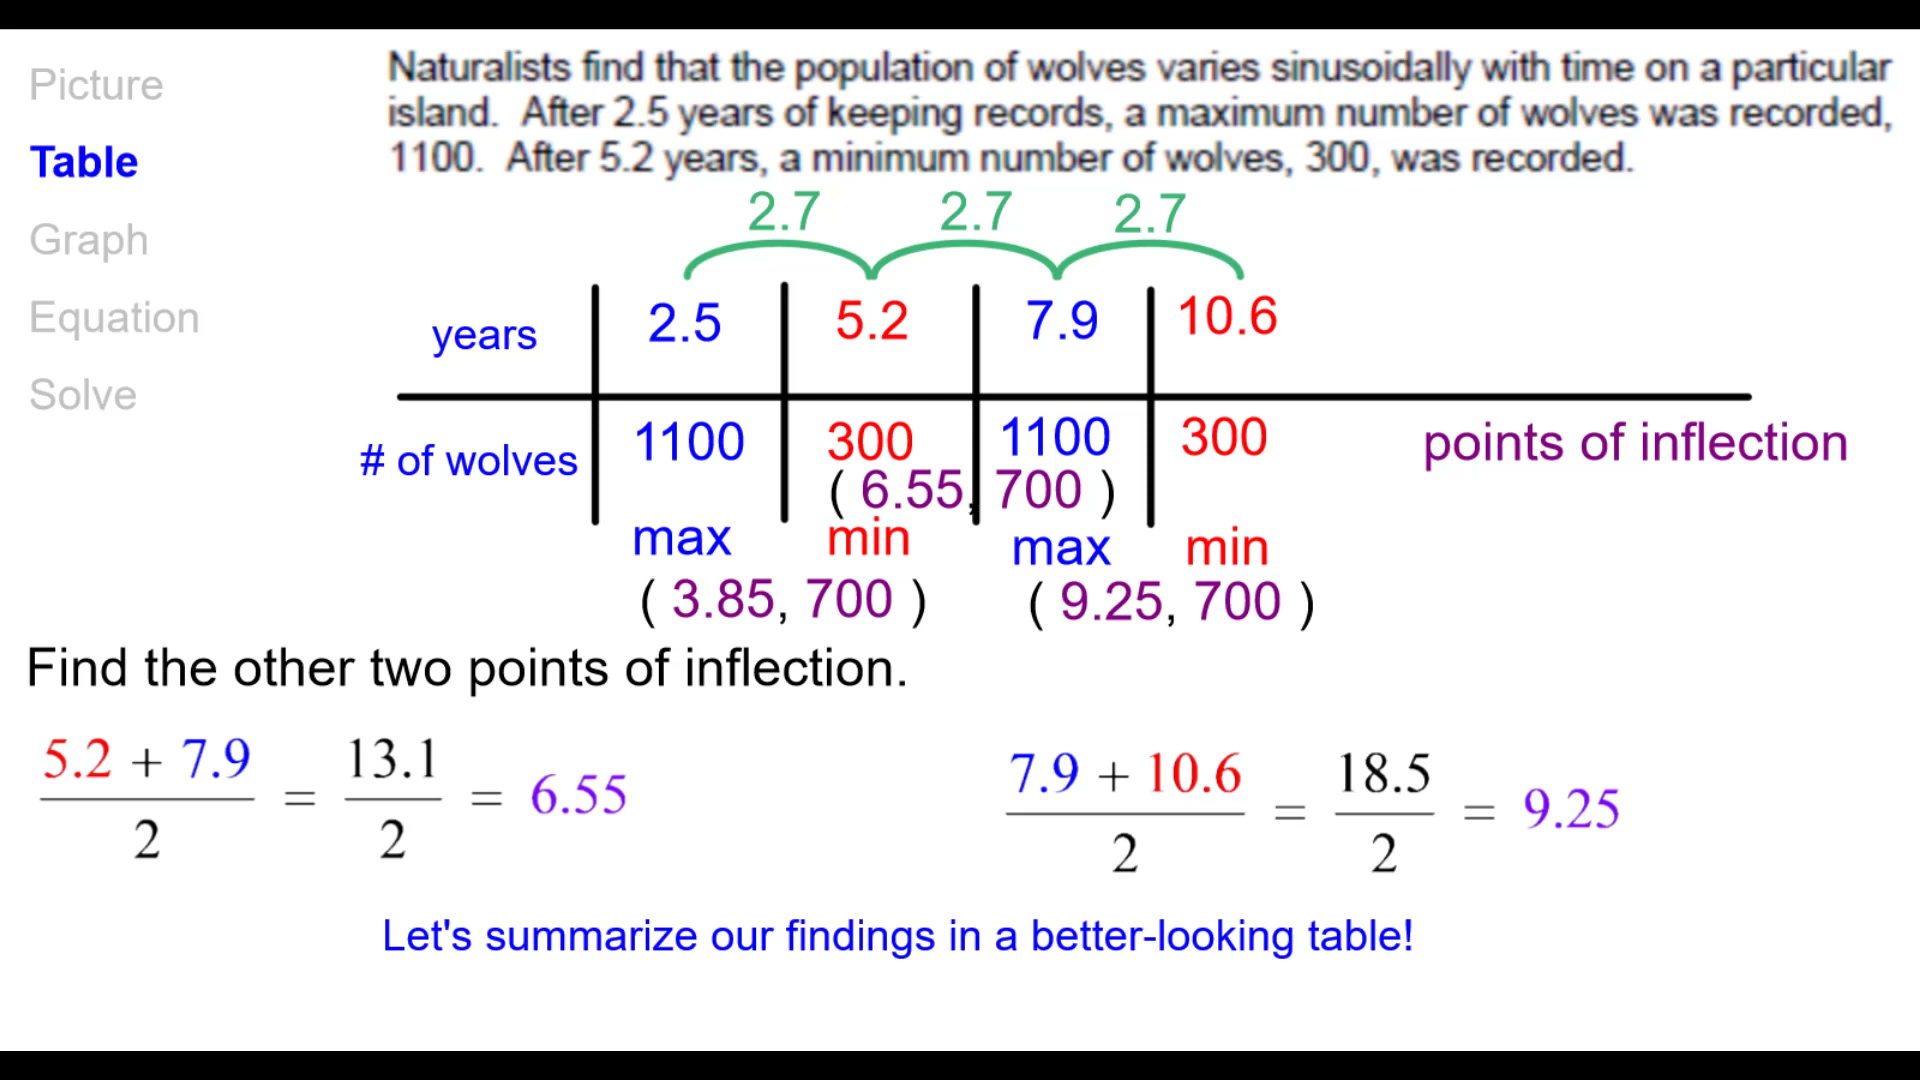 Picture
Table
Graph
Equation
Solve
Naturalists find that the population of wolves varies sinusoidally with time on a particular
island. After 2.5 years of keeping records, a maximum number of wolves was recorded,
1100. After 5.2 years, a minimum number of wolves, 300, was recorded.
2.7 2.7 2.7
years 2.5 5.2 7.9 10.6
# of wolves 1100 300 1100 300 points of inflection
( 6.55, 700 )
max min max min
( 3.85, 700 ) ( 9.25, 700 )
Find the other two points of inflection.
5.2 + 7.9 / 2 = 13.1 / 2 = 6.55
7.9 + 10.6 / 2 = 18.5 / 2 = 9.25
Let's summarize our findings in a better-looking table!